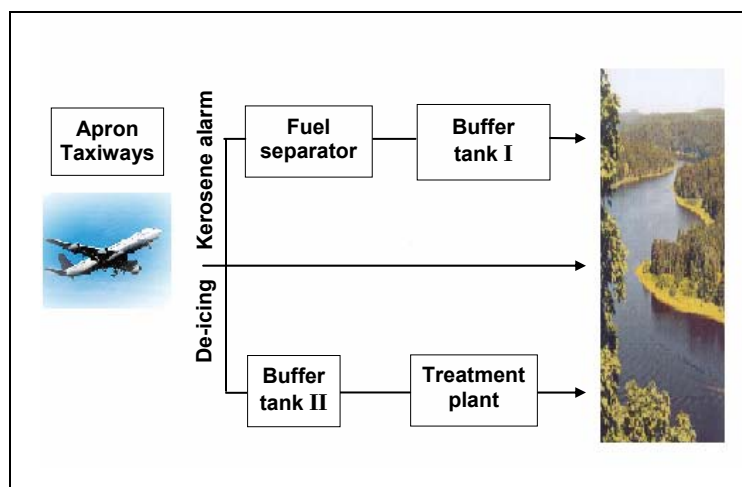 Apron
Taxiways
Kerosene alarm
De-icing
Fuel
separator
Buffer
tank I
Buffer
tank II
Treatment
plant